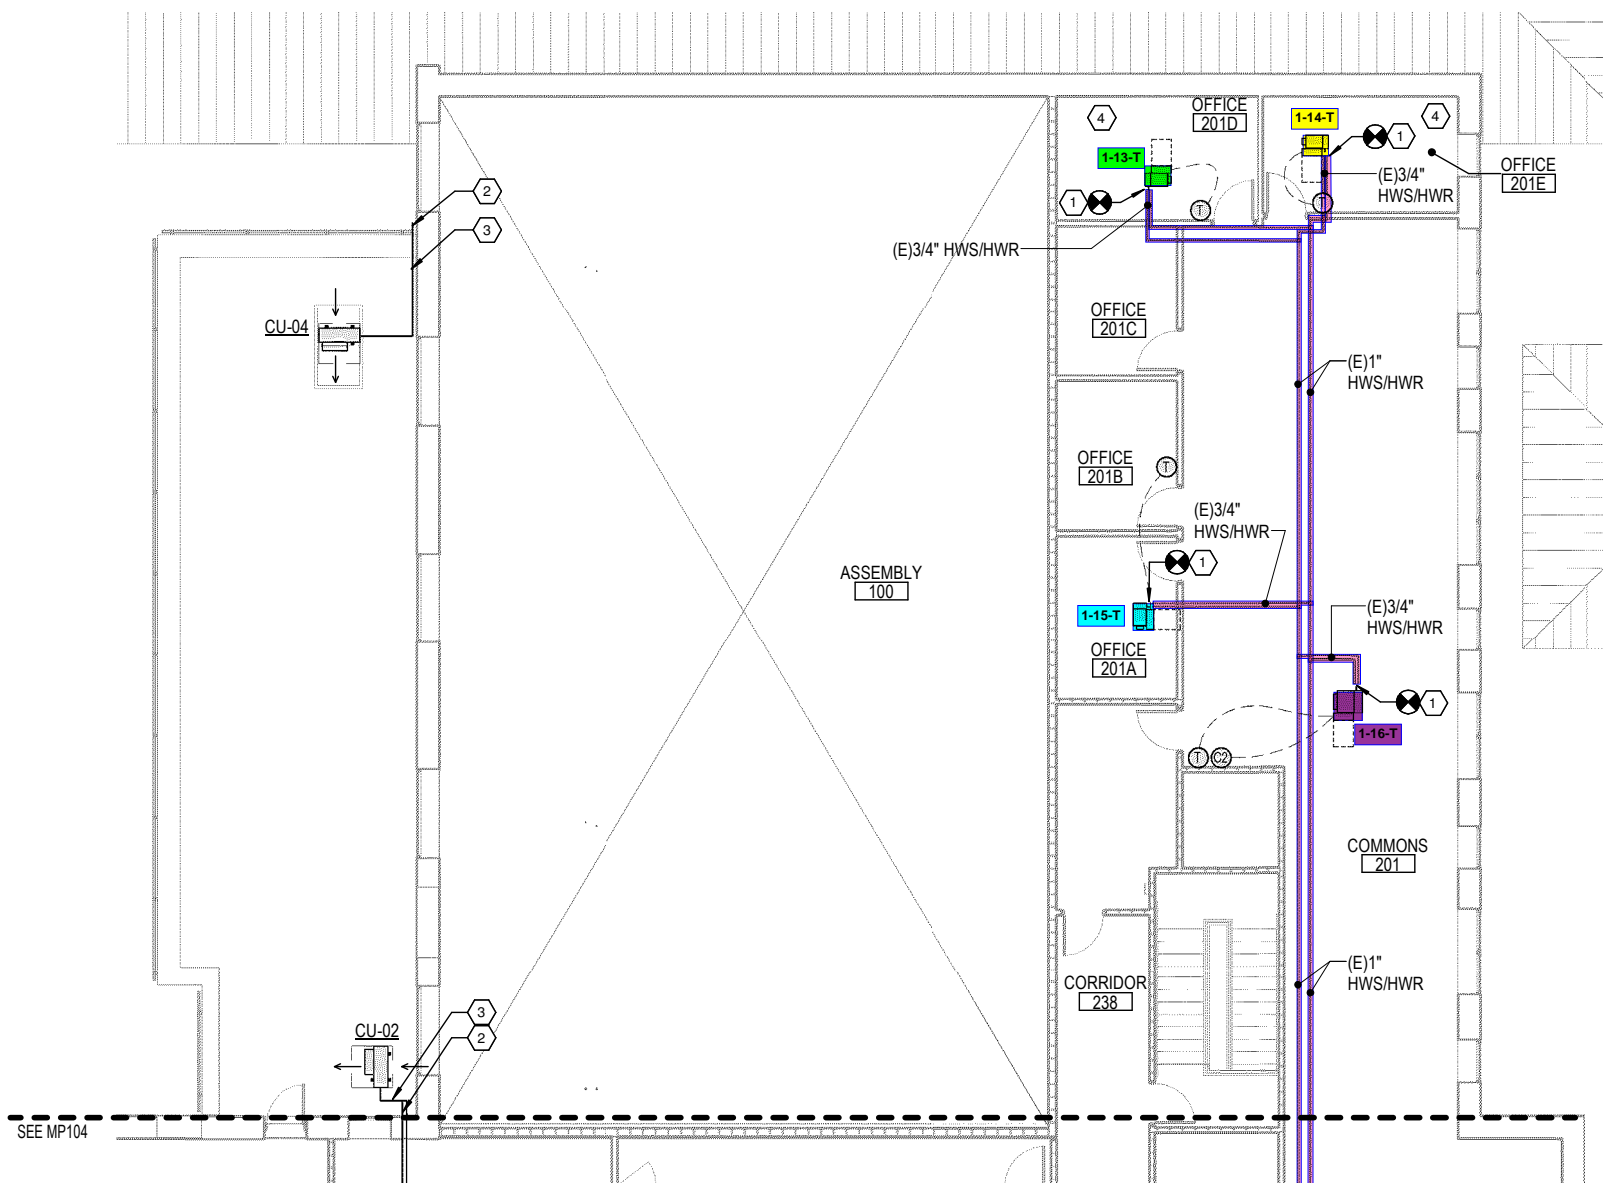 OFFICE
201D
4
1-14-T
4
1-13-T
1
(E)3/4"
HWS/HWR
OFFICE
201E
2
1
T
T
3
(E)3/4" HWS/HWR
CU-04
OFFICE
201C
(E)1"
HWS/HWR
OFFICE
201B
T
(E)3/4"
HWS/HWR
ASSEMBLY
100
1
1-15-T
(E)3/4"
HWS/HWR
OFFICE
201A
1
1-16-T
T
C2
COMMONS
201
CORRIDOR
238
(E)1"
HWS/HWR
CU-02
3
2
SEE MP104